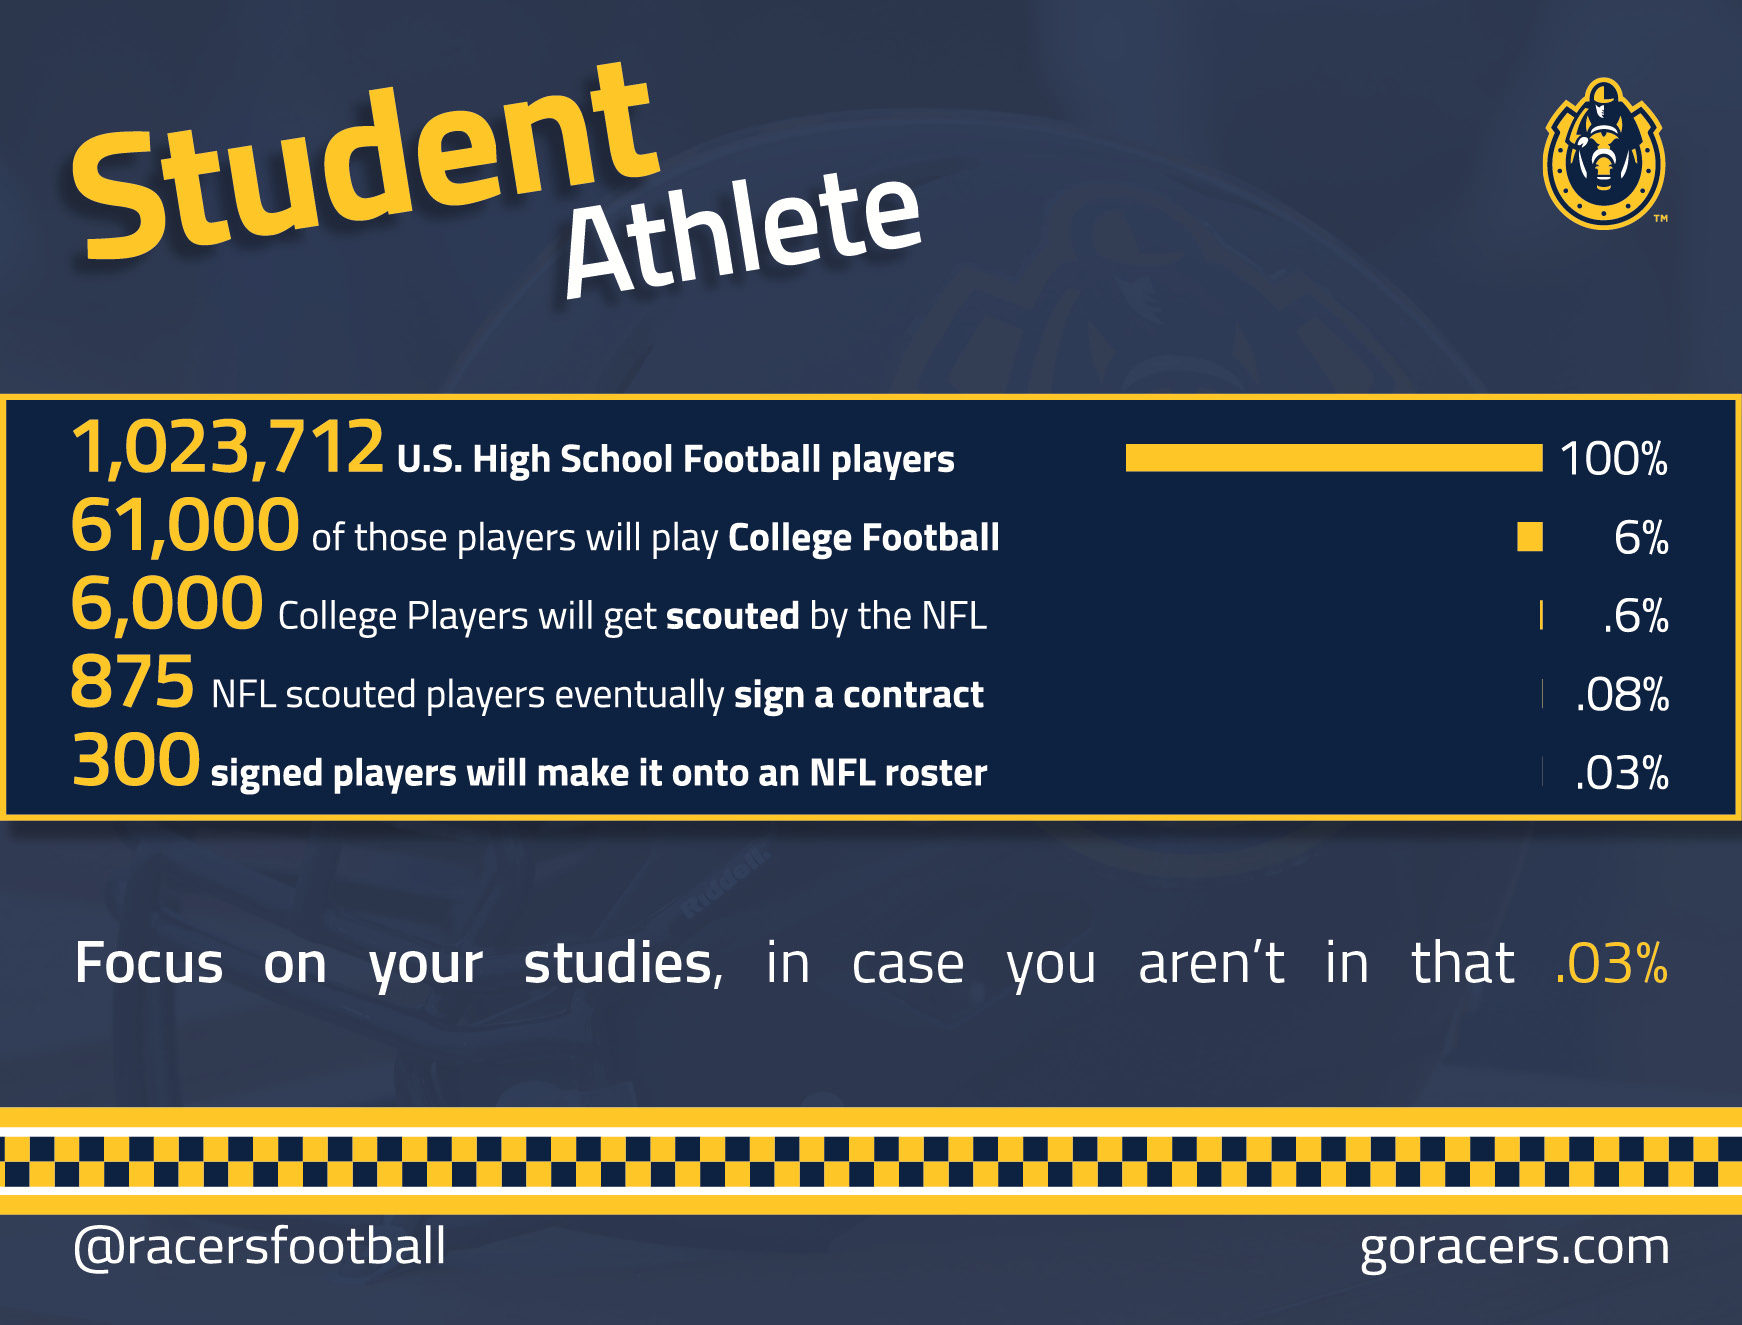 Student
Athlete
TM
1,023,712 U.S. High School Football players 100%
61,000 of those players will play College Football 6%
6,000 College Players will get scouted by the NFL .6%
875 NFL scouted players eventually sign a contract .08%
300 signed players will make it onto an NFL roster .03%
Riddell
Focus on your studies, in case you aren't in that .03%
@racersfootball
goracers.com